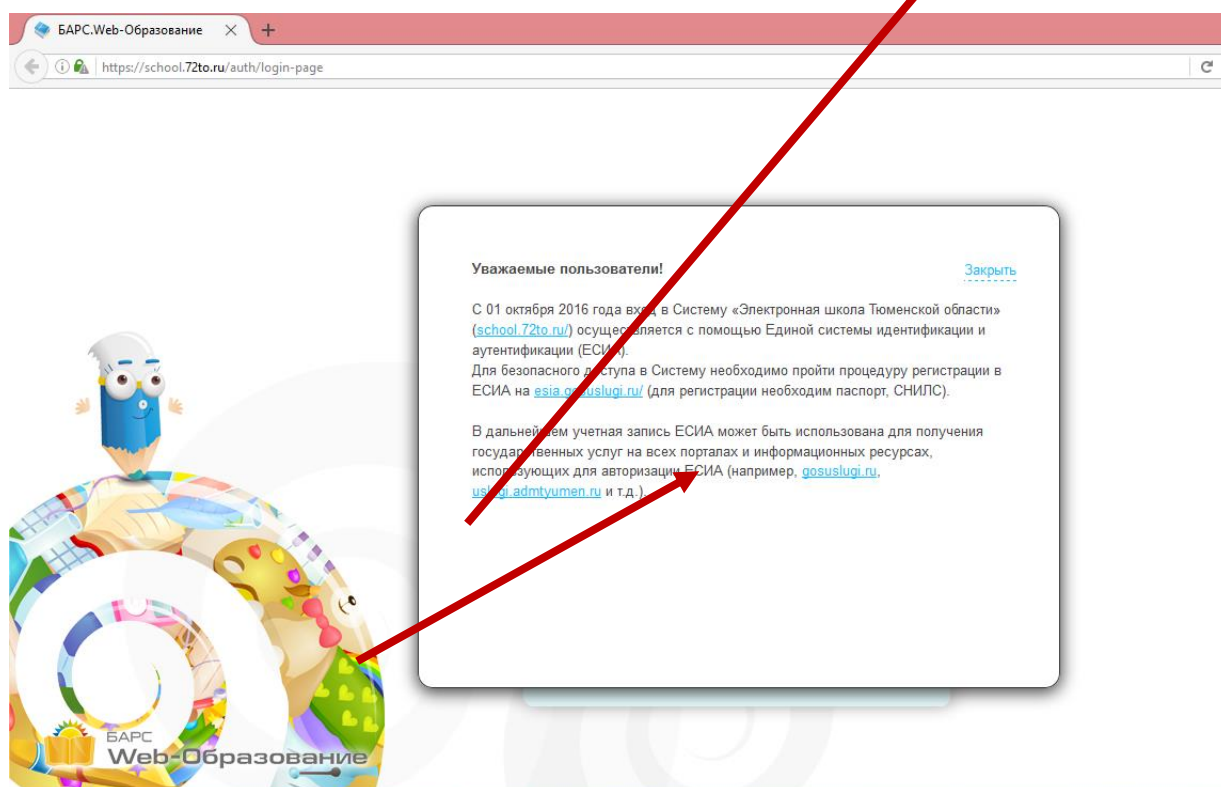 БАРС.Web-Образование
https://school.72to.ru/auth/login-page
Уважаемые пользователи!
Закрыть
С 01 октября 2016 года вход в Систему «Электронная школа Тюменской области»
(school.72to.ru/) осуществляется с помощью Единой системы идентификации и
аутентификации (ЕСИА).
Для безопасного доступа в Систему необходимо пройти процедуру регистрации в
ЕСИА на esia.gosuslugi.ru/ (для регистрации необходим паспорт, СНИЛС).
В дальнейшем учетная запись ЕСИА может быть использована для получения
государственных услуг на всех порталах и информационных ресурсах,
использующих для авторизации ЕСИА (например, gosuslugi.ru,
uslugi.admtyumen.ru и т.д.).
БАРС
Web-Образование